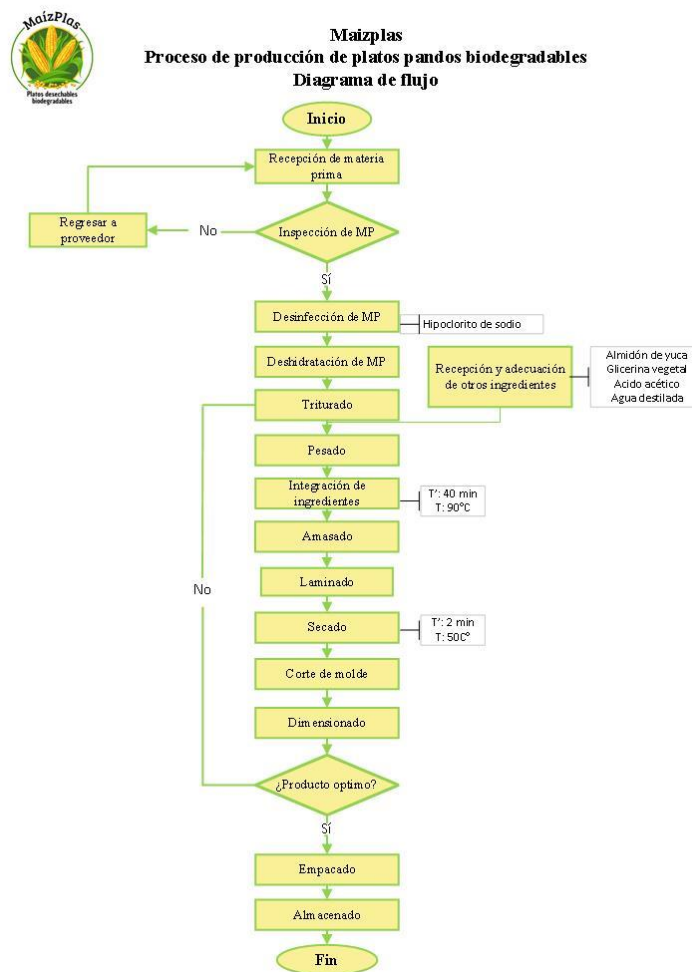 MaízPlas
Platos desechables
biodegradables
Maizplas
Proceso de producción de platos pandos biodegradables
Diagrama de flujo
Inicio
Recepción de materia
prima
Regresar a
proveedor
No
Inspección de MP
Sí
Desinfección de MP
Hipoclorito de sodio
Deshidratación de MP
Recepción y adecuación
de otros ingredientes
Almidón de yuca
Glicerina vegetal
Acido acético
Agua destilada
Triturado
Pesado
Integración de
ingredientes
T': 40 min
T: 90°C
Amasado
Laminado
No
Secado
T': 2 min
T: 50C°
Corte de molde
Dimensionado
¿Producto optimo?
Sí
Empacado
Almacenado
Fin